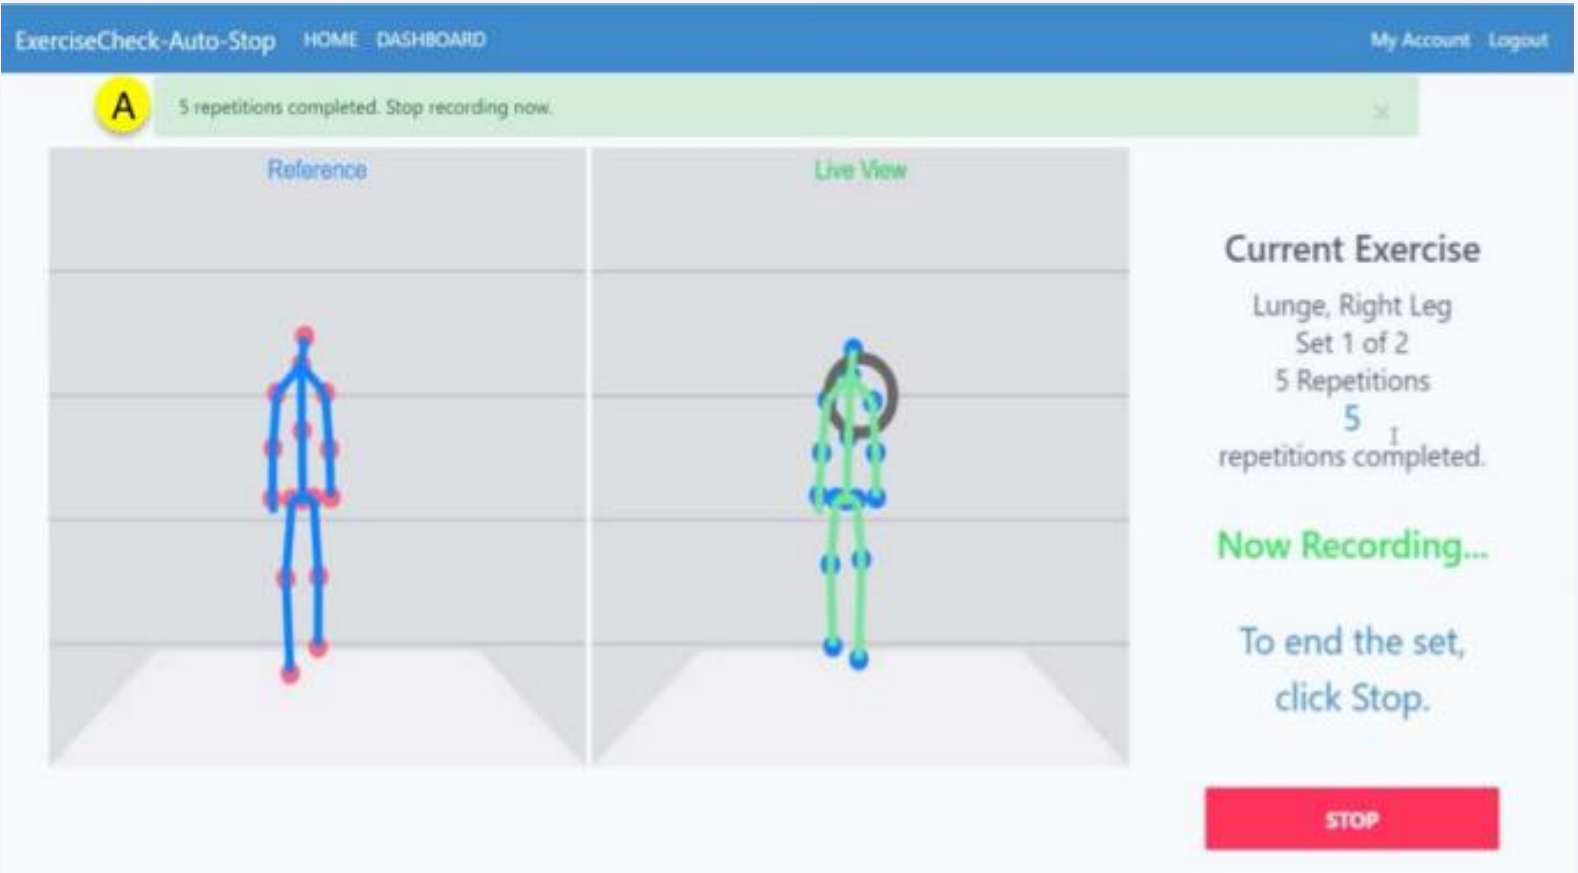 ExerciseCheck-Auto-Stop HOME DASHBOARD My Account Logout
A 5 repetitions completed. Stop recording now. ×
Reference
Live View
Current Exercise
Lunge, Right Leg
Set 1 of 2
5 Repetitions
5
repetitions completed.
Now Recording...
To end the set,
click Stop.
STOP